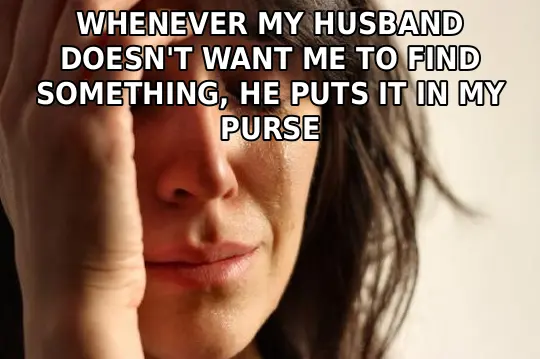 WHENEVER MY HUSBAND
DOESN'T WANT ME TO FIND
SOMETHING, HE PUTS IT IN MY
PURSE